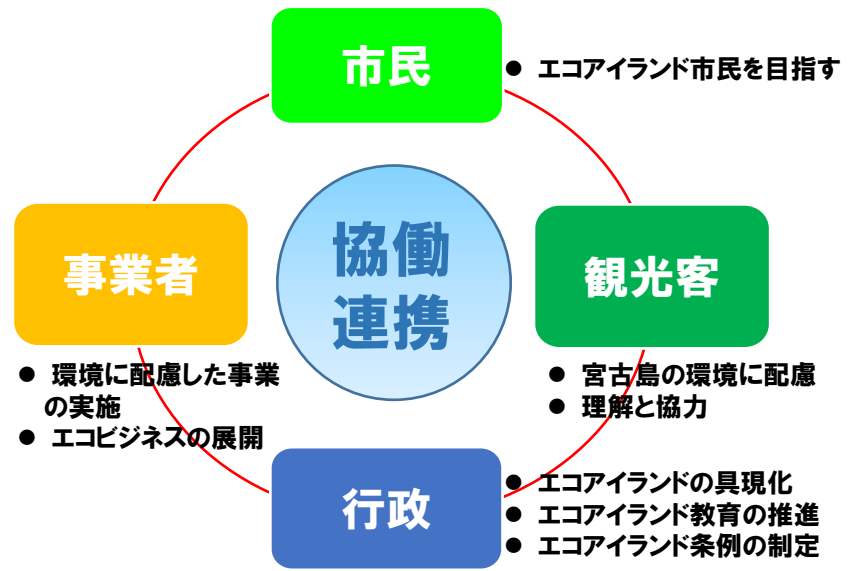 市民
● エコアイランド市民を目指す
協働
連携
事業者
● 環境に配慮した事業
の実施
● エコビジネスの展開
観光客
● 宮古島の環境に配慮
● 理解と協力
行政
● エコアイランドの具現化
● エコアイランド教育の推進
● エコアイランド条例の制定